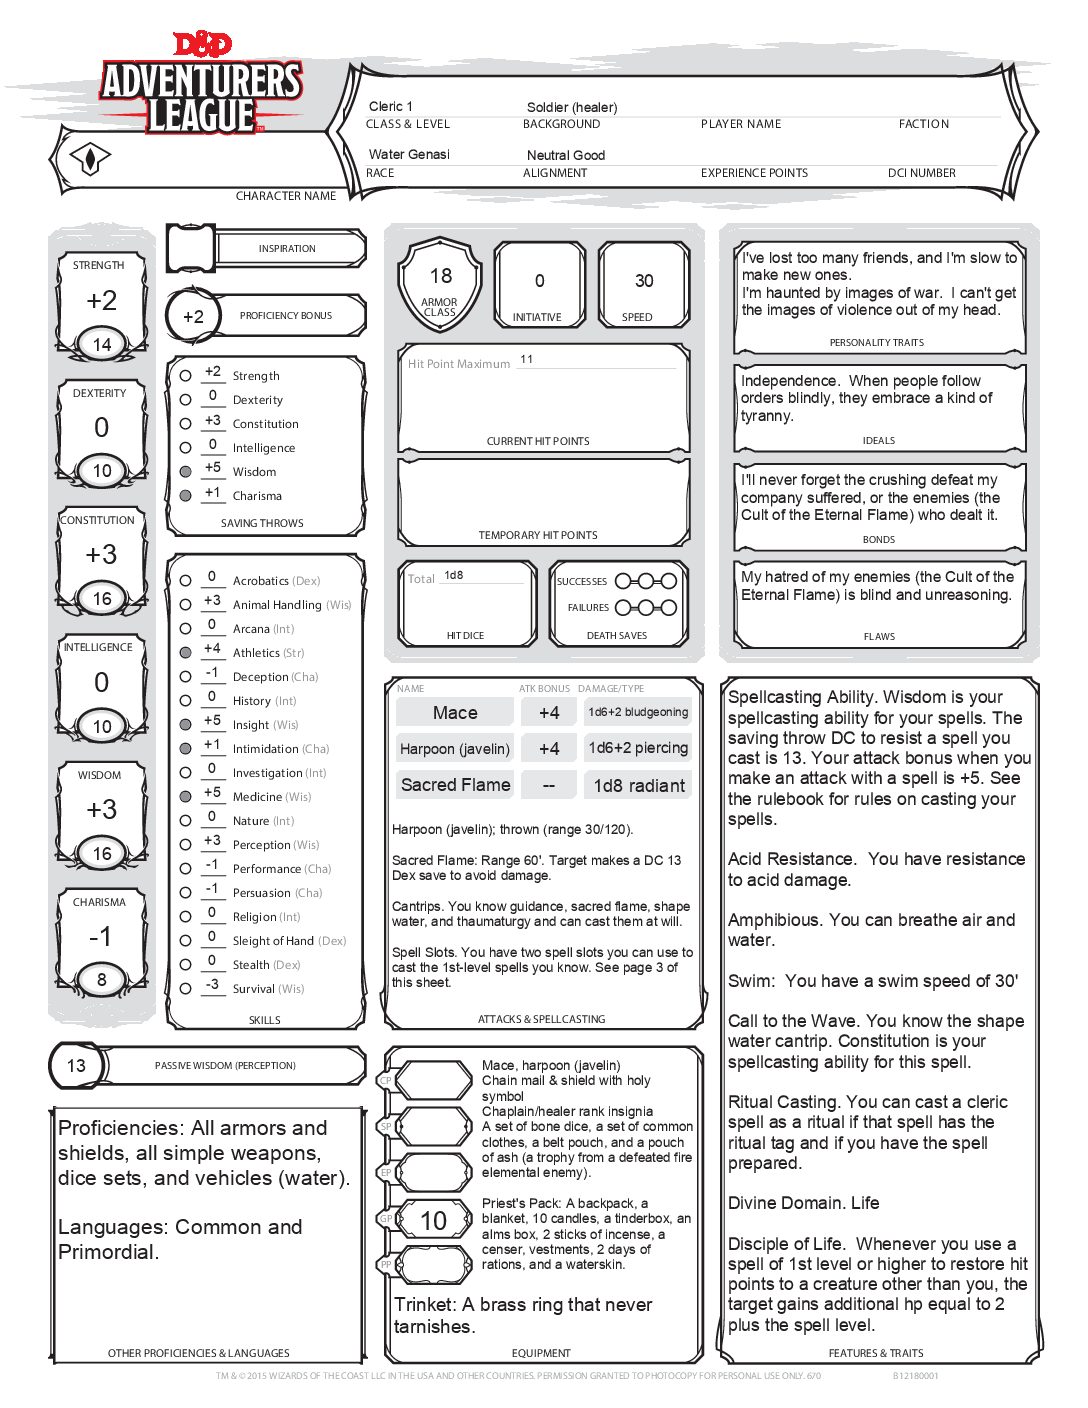 D&D
ADVENTURERS
LEAGUE™
Cleric 1
Soldier (healer)
CLASS & LEVEL
BACKGROUND
PLAYER NAME
FACTION
Water Genasi
Neutral Good
RACE
ALIGNMENT
EXPERIENCE POINTS
DCI NUMBER
CHARACTER NAME
STRENGTH
+2
14
DEXTERITY
0
10
CONSTITUTION
+3
16
INTELLIGENCE
0
10
WISDOM
+3
16
CHARISMA
-1
8
INSPIRATION
+2 PROFICIENCY BONUS
+2 Strength
0 Dexterity
+3 Constitution
0 Intelligence
+5 Wisdom
+1 Charisma
SAVING THROWS
0 Acrobatics (Dex)
+3 Animal Handling (Wis)
0 Arcana (Int)
+4 Athletics (Str)
-1 Deception (Cha)
0 History (Int)
+5 Insight (Wis)
+1 Intimidation (Cha)
0 Investigation (Int)
+5 Medicine (Wis)
0 Nature (Int)
+3 Perception (Wis)
-1 Performance (Cha)
-1 Persuasion (Cha)
0 Religion (Int)
0 Sleight of Hand (Dex)
0 Stealth (Dex)
-3 Survival (Wis)
SKILLS
13 PASSIVE WISDOM (PERCEPTION)
Proficiencies: All armors and
shields, all simple weapons,
dice sets, and vehicles (water).
Languages: Common and
Primordial.
OTHER PROFICIENCIES & LANGUAGES
18
ARMOR
CLASS
0
INITIATIVE
30
SPEED
Hit Point Maximum 11
CURRENT HIT POINTS
TEMPORARY HIT POINTS
Total 1d8
HIT DICE
SUCCESSES
FAILURES
DEATH SAVES
NAME ATK BONUS DAMAGE/TYPE
Mace +4 1d6+2 bludgeoning
Harpoon (javelin) +4 1d6+2 piercing
Sacred Flame -- 1d8 radiant
Harpoon (javelin); thrown (range 30/120).
Sacred Flame: Range 60'. Target makes a DC 13
Dex save to avoid damage.
Cantrips. You know guidance, sacred flame, shape
water, and thaumaturgy and can cast them at will.
Spell Slots. You have two spell slots you can use to
cast the 1st-level spells you know. See page 3 of
this sheet.
ATTACKS & SPELLCASTING
CP
SP
EP
GP 10
PP
Mace, harpoon (javelin)
Chain mail & shield with holy
symbol
Chaplain/healer rank insignia
A set of bone dice, a set of common
clothes, a belt pouch, and a pouch
of ash (a trophy from a defeated fire
elemental enemy).
Priest's Pack: A backpack, a
blanket, 10 candles, a tinderbox, an
alms box, 2 sticks of incense, a
censer, vestments, 2 days of
rations, and a waterskin.
Trinket: A brass ring that never
tarnishes.
EQUIPMENT
I've lost too many friends, and I'm slow to
make new ones.
I'm haunted by images of war.  I can't get
the images of violence out of my head.
PERSONALITY TRAITS
Independence.  When people follow
orders blindly, they embrace a kind of
tyranny.
IDEALS
I'll never forget the crushing defeat my
company suffered, or the enemies (the
Cult of the Eternal Flame) who dealt it.
BONDS
My hatred of my enemies (the Cult of the
Eternal Flame) is blind and unreasoning.
FLAWS
Spellcasting Ability. Wisdom is your
spellcasting ability for your spells. The
saving throw DC to resist a spell you
cast is 13. Your attack bonus when you
make an attack with a spell is +5. See
the rulebook for rules on casting your
spells.
Acid Resistance.  You have resistance
to acid damage.
Amphibious. You can breathe air and
water.
Swim:  You have a swim speed of 30'
Call to the Wave. You know the shape
water cantrip. Constitution is your
spellcasting ability for this spell.
Ritual Casting. You can cast a cleric
spell as a ritual if that spell has the
ritual tag and if you have the spell
prepared.
Divine Domain. Life
Disciple of Life.  Whenever you use a
spell of 1st level or higher to restore hit
points to a creature other than you, the
target gains additional hp equal to 2
plus the spell level.
FEATURES & TRAITS
TM & © 2015 WIZARDS OF THE COAST LLC IN THE USA AND OTHER COUNTRIES. PERMISSION GRANTED TO PHOTOCOPY FOR PERSONAL USE ONLY. 670 B12180001